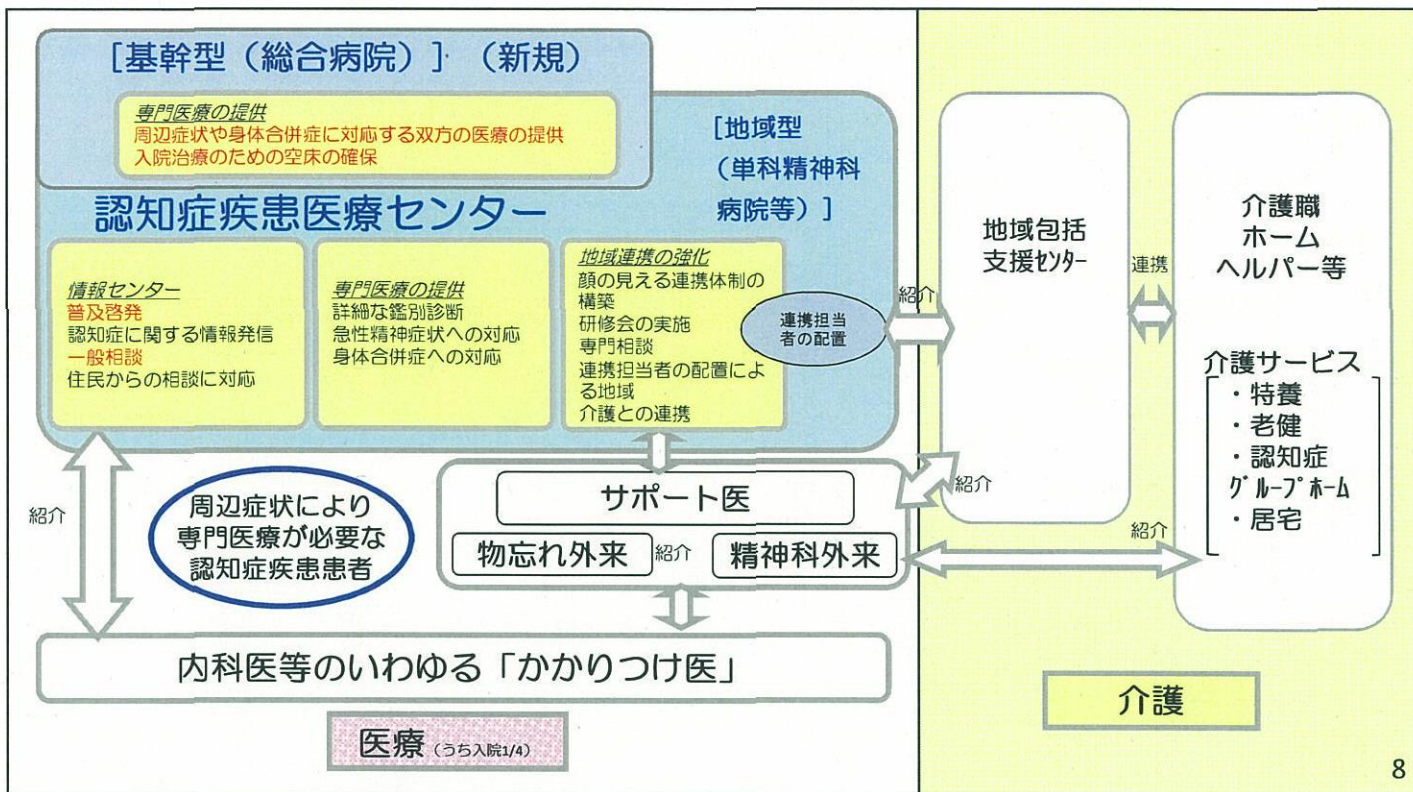 [基幹型（総合病院）]（新規）
専門医療の提供
周辺症状や身体合併症に対応する双方の医療の提供
入院治療のための空床の確保
[地域型
（単科精神科
病院等）]
認知症疾患医療センター
情報センター
普及啓発
認知症に関する情報発信
一般相談
住民からの相談に対応
専門医療の提供
詳細な鑑別診断
急性精神症状への対応
身体合併症への対応
地域連携の強化
顔の見える連携体制の
構築
研修会の実施
専門相談
連携担当者の配置によ
る地域
介護との連携
連携担当
者の配置
紹介
地域包括
支援ｾﾝﾀｰ
連携
介護職
ホーム
ヘルパー等
介護サービス
・特養
・老健
・認知症
ｸﾞﾙｰﾌﾟﾎｰﾑ
・居宅
紹介
周辺症状により
専門医療が必要な
認知症疾患患者
サポート医
物忘れ外来
紹介
精神科外来
紹介
紹介
内科医等のいわゆる「かかりつけ医」
医療（うち入院1/4）
介護
8